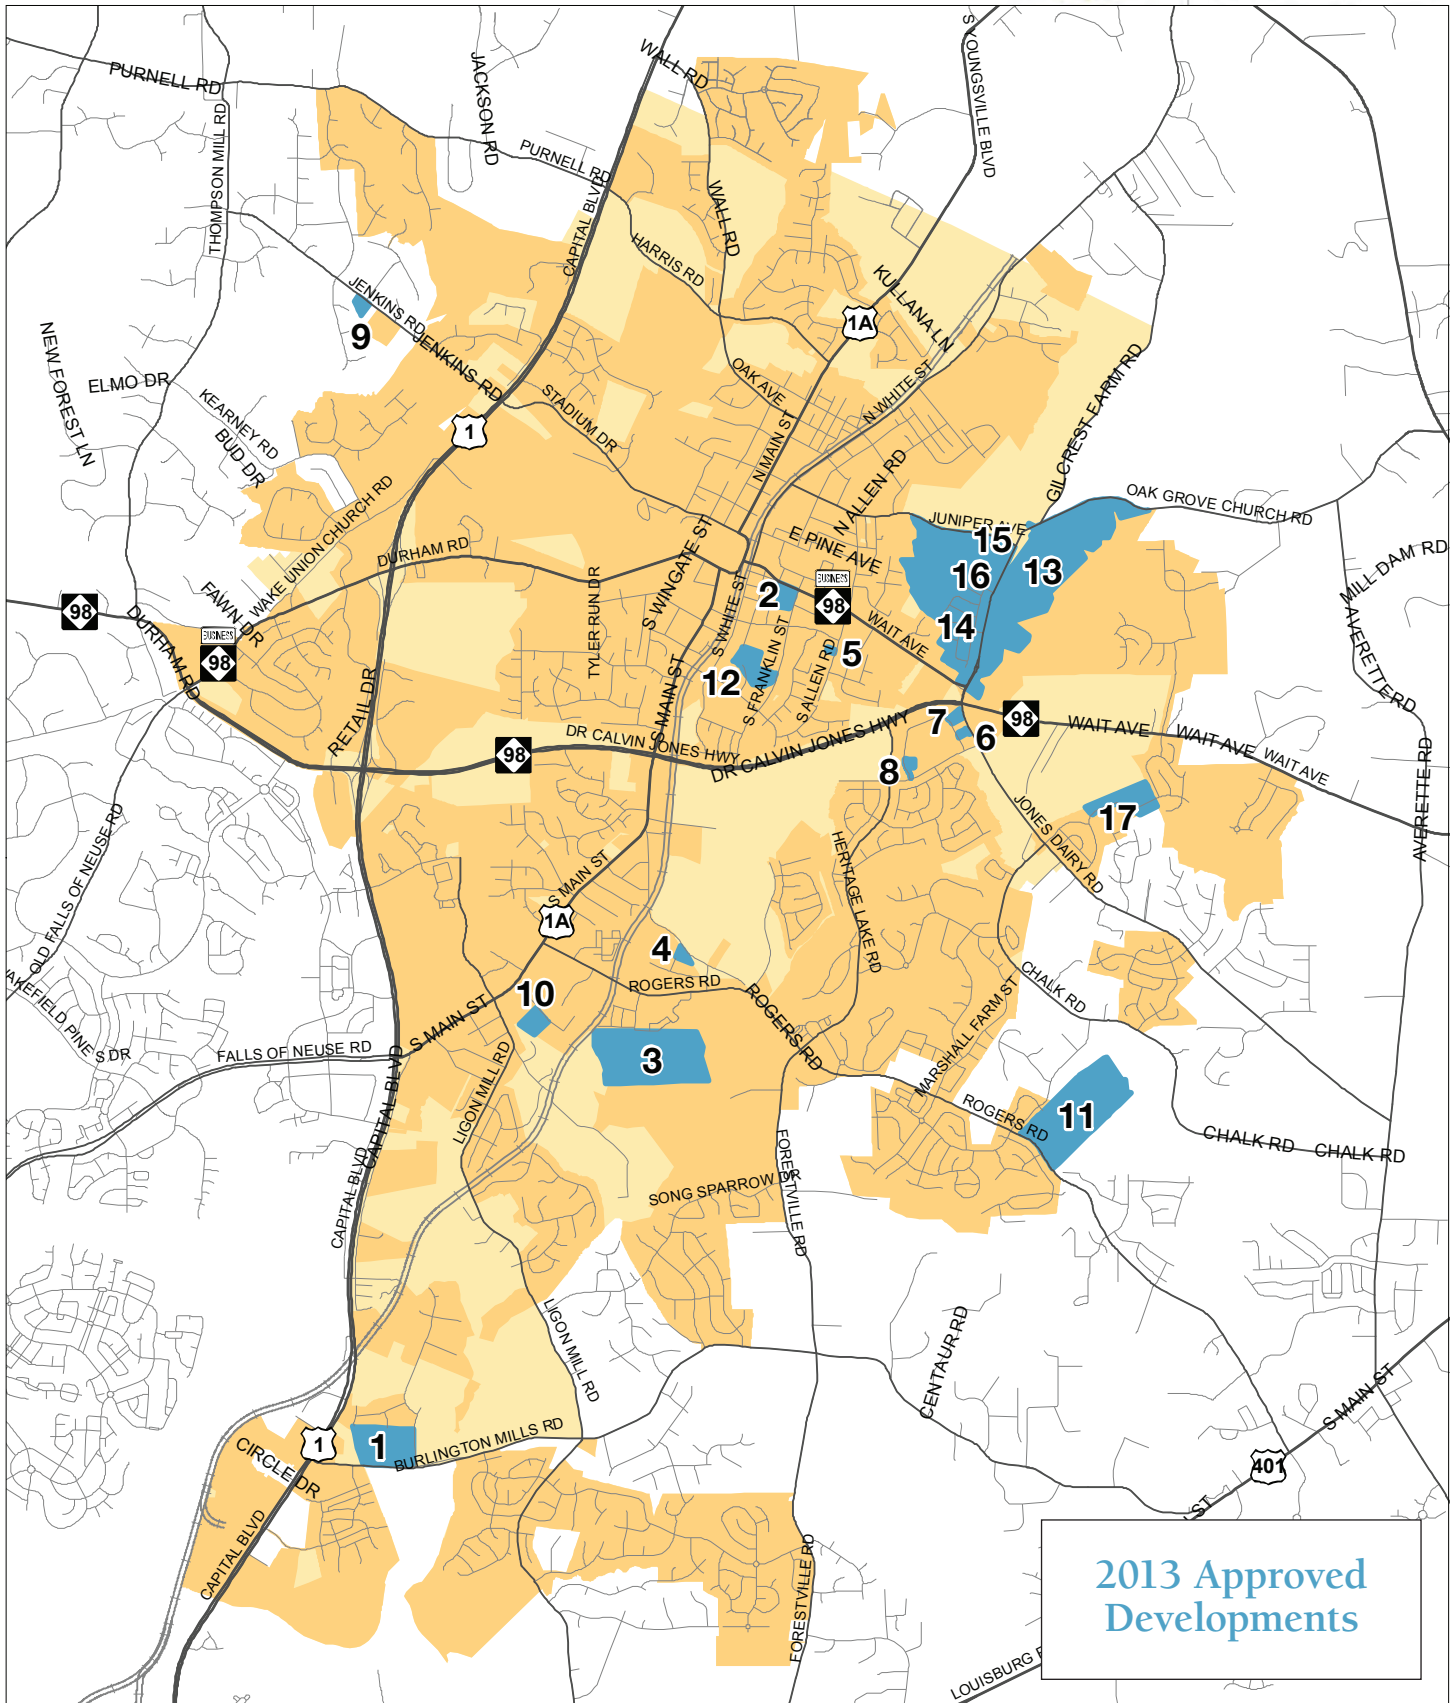 WALL RD
S YOUNGSVILLE BLVD
PURNELL RD
JACKSON RD
THOMPSON MILL RD
PURNELL RD
CAPITAL BLVD
WALL RD
HARRIS RD
KULLANA LN
1A
JENKINS RD
9
JENKINS RD
NEW FOREST LN
ELMO DR
KEARNEY RD
BUD DR
OAK AVE
STADIUM DR
N MAIN ST
N WHITE ST
GILCREST FARM RD
1
WAKE UNION CHURCH RD
N ALLEN RD
OAK GROVE CHURCH RD
JUNIPER AVE
15
E PINE AVE
16
13
DURHAM RD
S WINGATE ST
MILL DAM RD
98
FAWN DR
BUSINESS
98
DURHAM RD
TYLER RUN DR
S WHITE ST
2
BUSINESS
98
WAIT AVE
14
5
AVERETTE RD
12
S FRANKLIN ST
S ALLEN RD
S MAIN ST
RETAIL DR
98
DR CALVIN JONES HWY
DR CALVIN JONES HWY
7
6
98
WAIT AVE
WAIT AVE
WAIT AVE
8
17
JONES DAIRY RD
AVERETTE RD
OLD FALLS OF NEUSE RD
HERITAGE LAKE RD
S MAIN ST
1A
4
ROGERS RD
ROGERS RD
10
S MAIN ST
3
CHALK RD
MARSHALL FARM ST
FALLS OF NEUSE RD
S DR
LIGON MILL RD
CAPITAL BLVD
CAPITAL BLVD
ROGERS RD
11
CHALK RD
CHALK RD
FORESTVILLE RD
SONG SPARROW DR
LIGON MILL RD
CENTAUR RD
S MAIN ST
401
ST
1
1
BURLINGTON MILLS RD
CIRCLE DR
CAPITAL BLVD
FORESTVILLE RD
LOUISBURG
2013 Approved
Developments